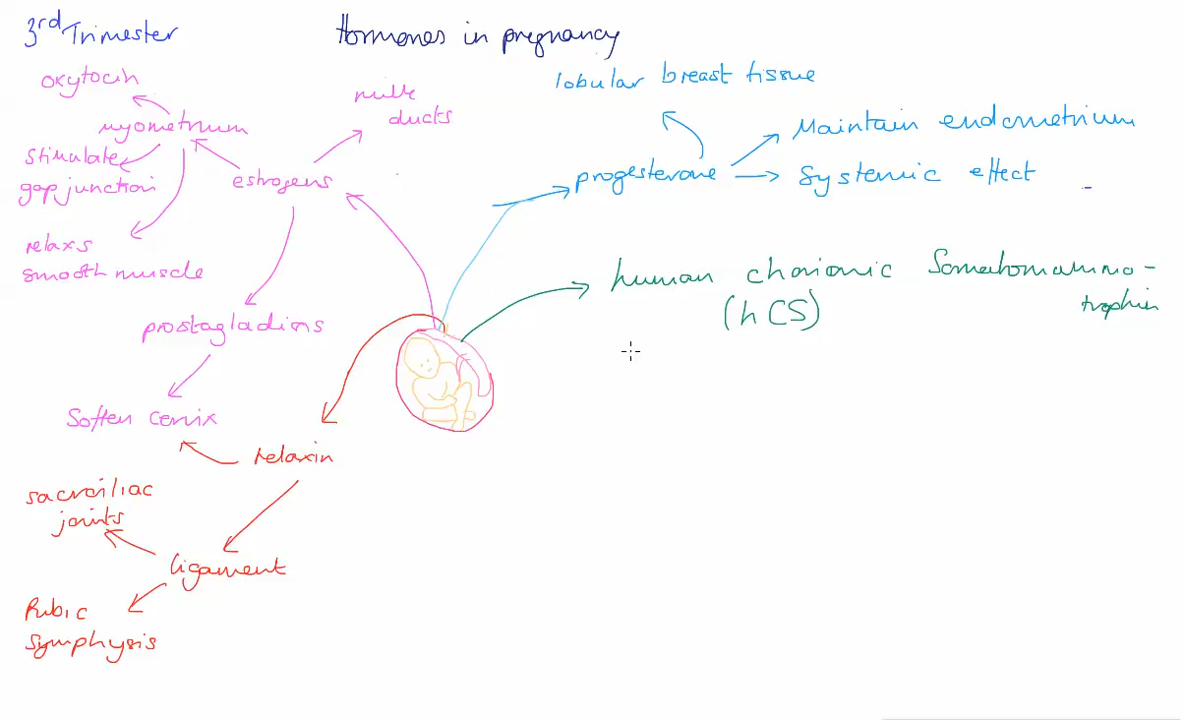 3rd Trimester
Hormones in pregnancy
oxytocin
milk
ducts
lobular breast tissue
myometrium
Maintain endometrium
stimulate
gap junction
estrogens
progesterone
Systemic effect
relaxs
smooth muscle
human chorionic Somatomammo-
trophin
(hCS)
prostagladins
Soften cervix
relaxin
sacroiliac
joints
ligament
Pubic
symphysis